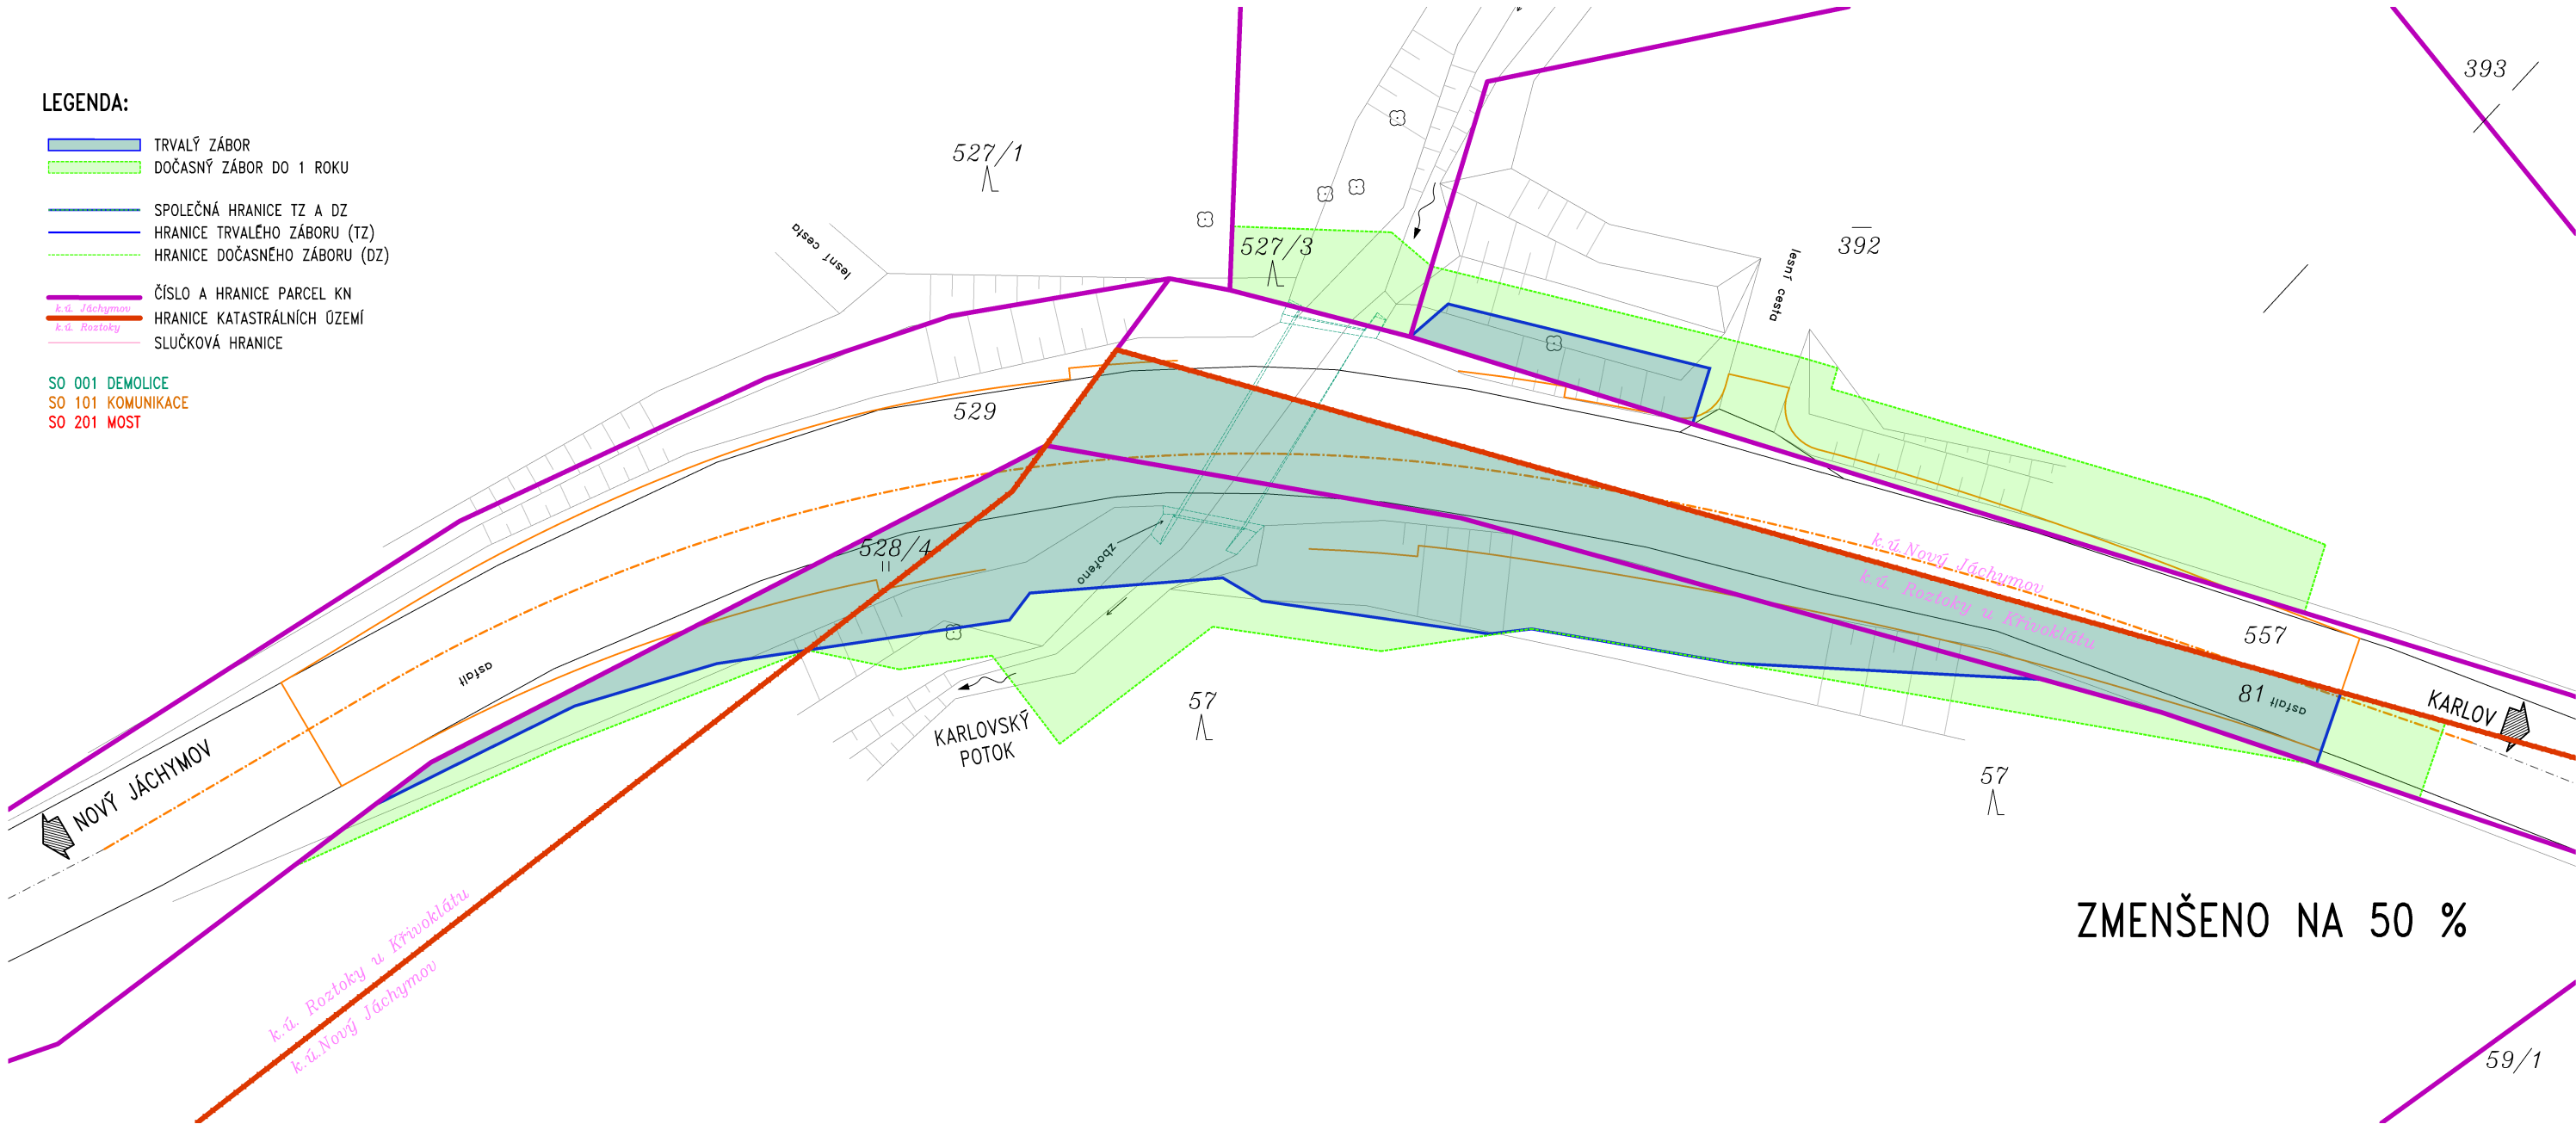 LEGENDA:
TRVALÝ ZÁBOR
DOČASNÝ ZÁBOR DO 1 ROKU
SPOLEČNÁ HRANICE TZ A DZ
HRANICE TRVALÉHO ZÁBORU (TZ)
HRANICE DOČASNÉHO ZÁBORU (DZ)
ČÍSLO A HRANICE PARCEL KN
k.ú. Jáchymov
HRANICE KATASTRÁLNÍCH ÚZEMÍ
k.ú. Roztoky
SLUČKOVÁ HRANICE
SO 001 DEMOLICE
SO 101 KOMUNIKACE
SO 201 MOST
393
527/1
527/3
392
lesní cesta
lesní cesta
529
528/4
zbořeno
k.ú.Nový Jáchymov
k.ú. Roztoky u Křivoklátu
557
81
asfalt
asfalt
KARLOV
57
KARLOVSKÝ
POTOK
57
NOVÝ JÁCHYMOV
k.ú. Roztoky u Křivoklátu
k.ú.Nový Jáchymov
ZMENŠENO NA 50 %
59/1